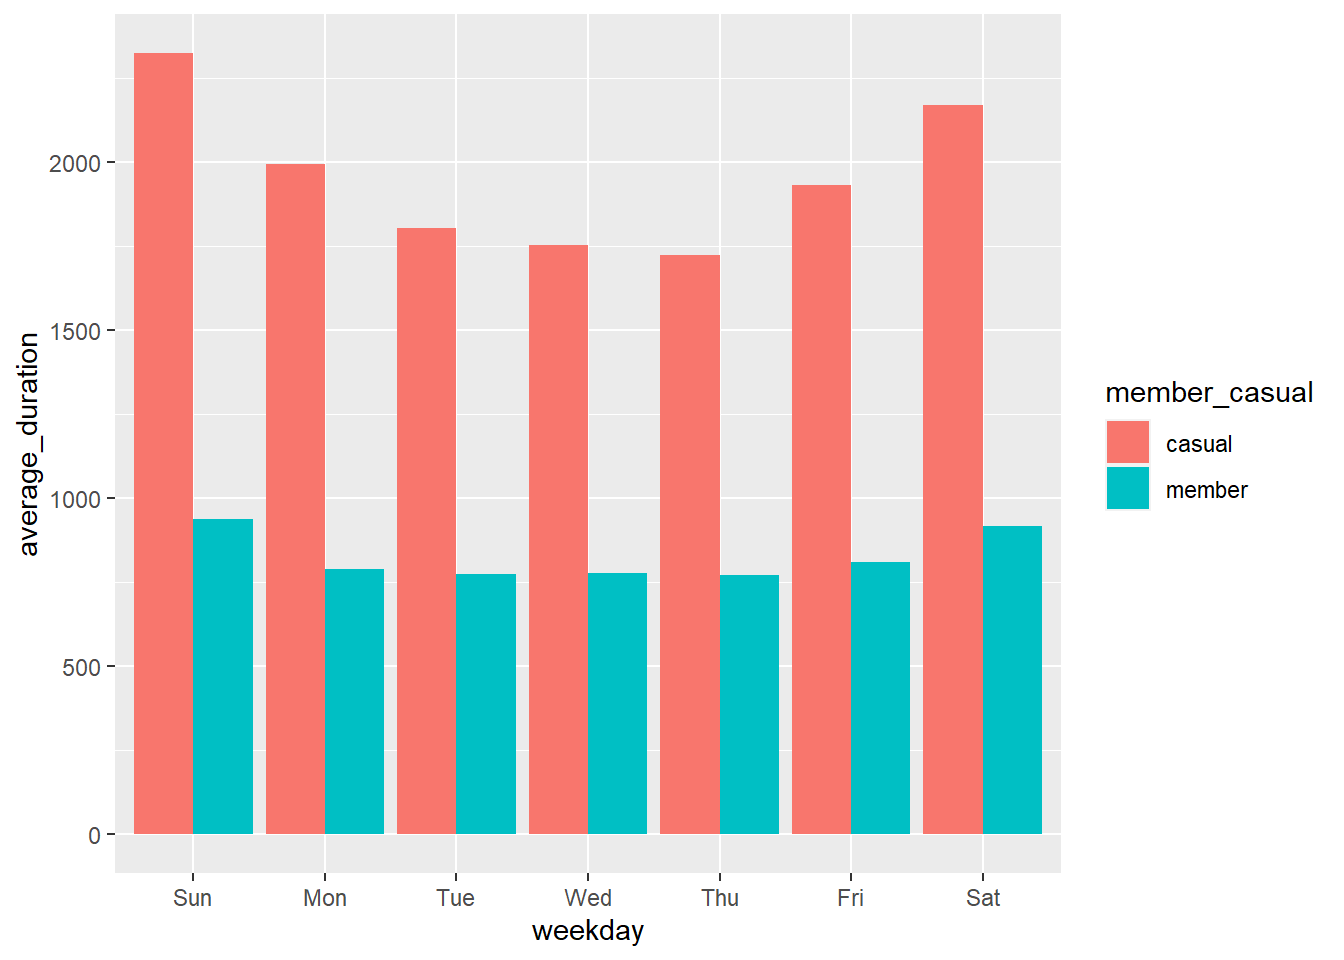 average_duration
2000
1500
1000
500
0
Sun Mon Tue Wed Thu Fri Sat
weekday
member_casual
casual
member